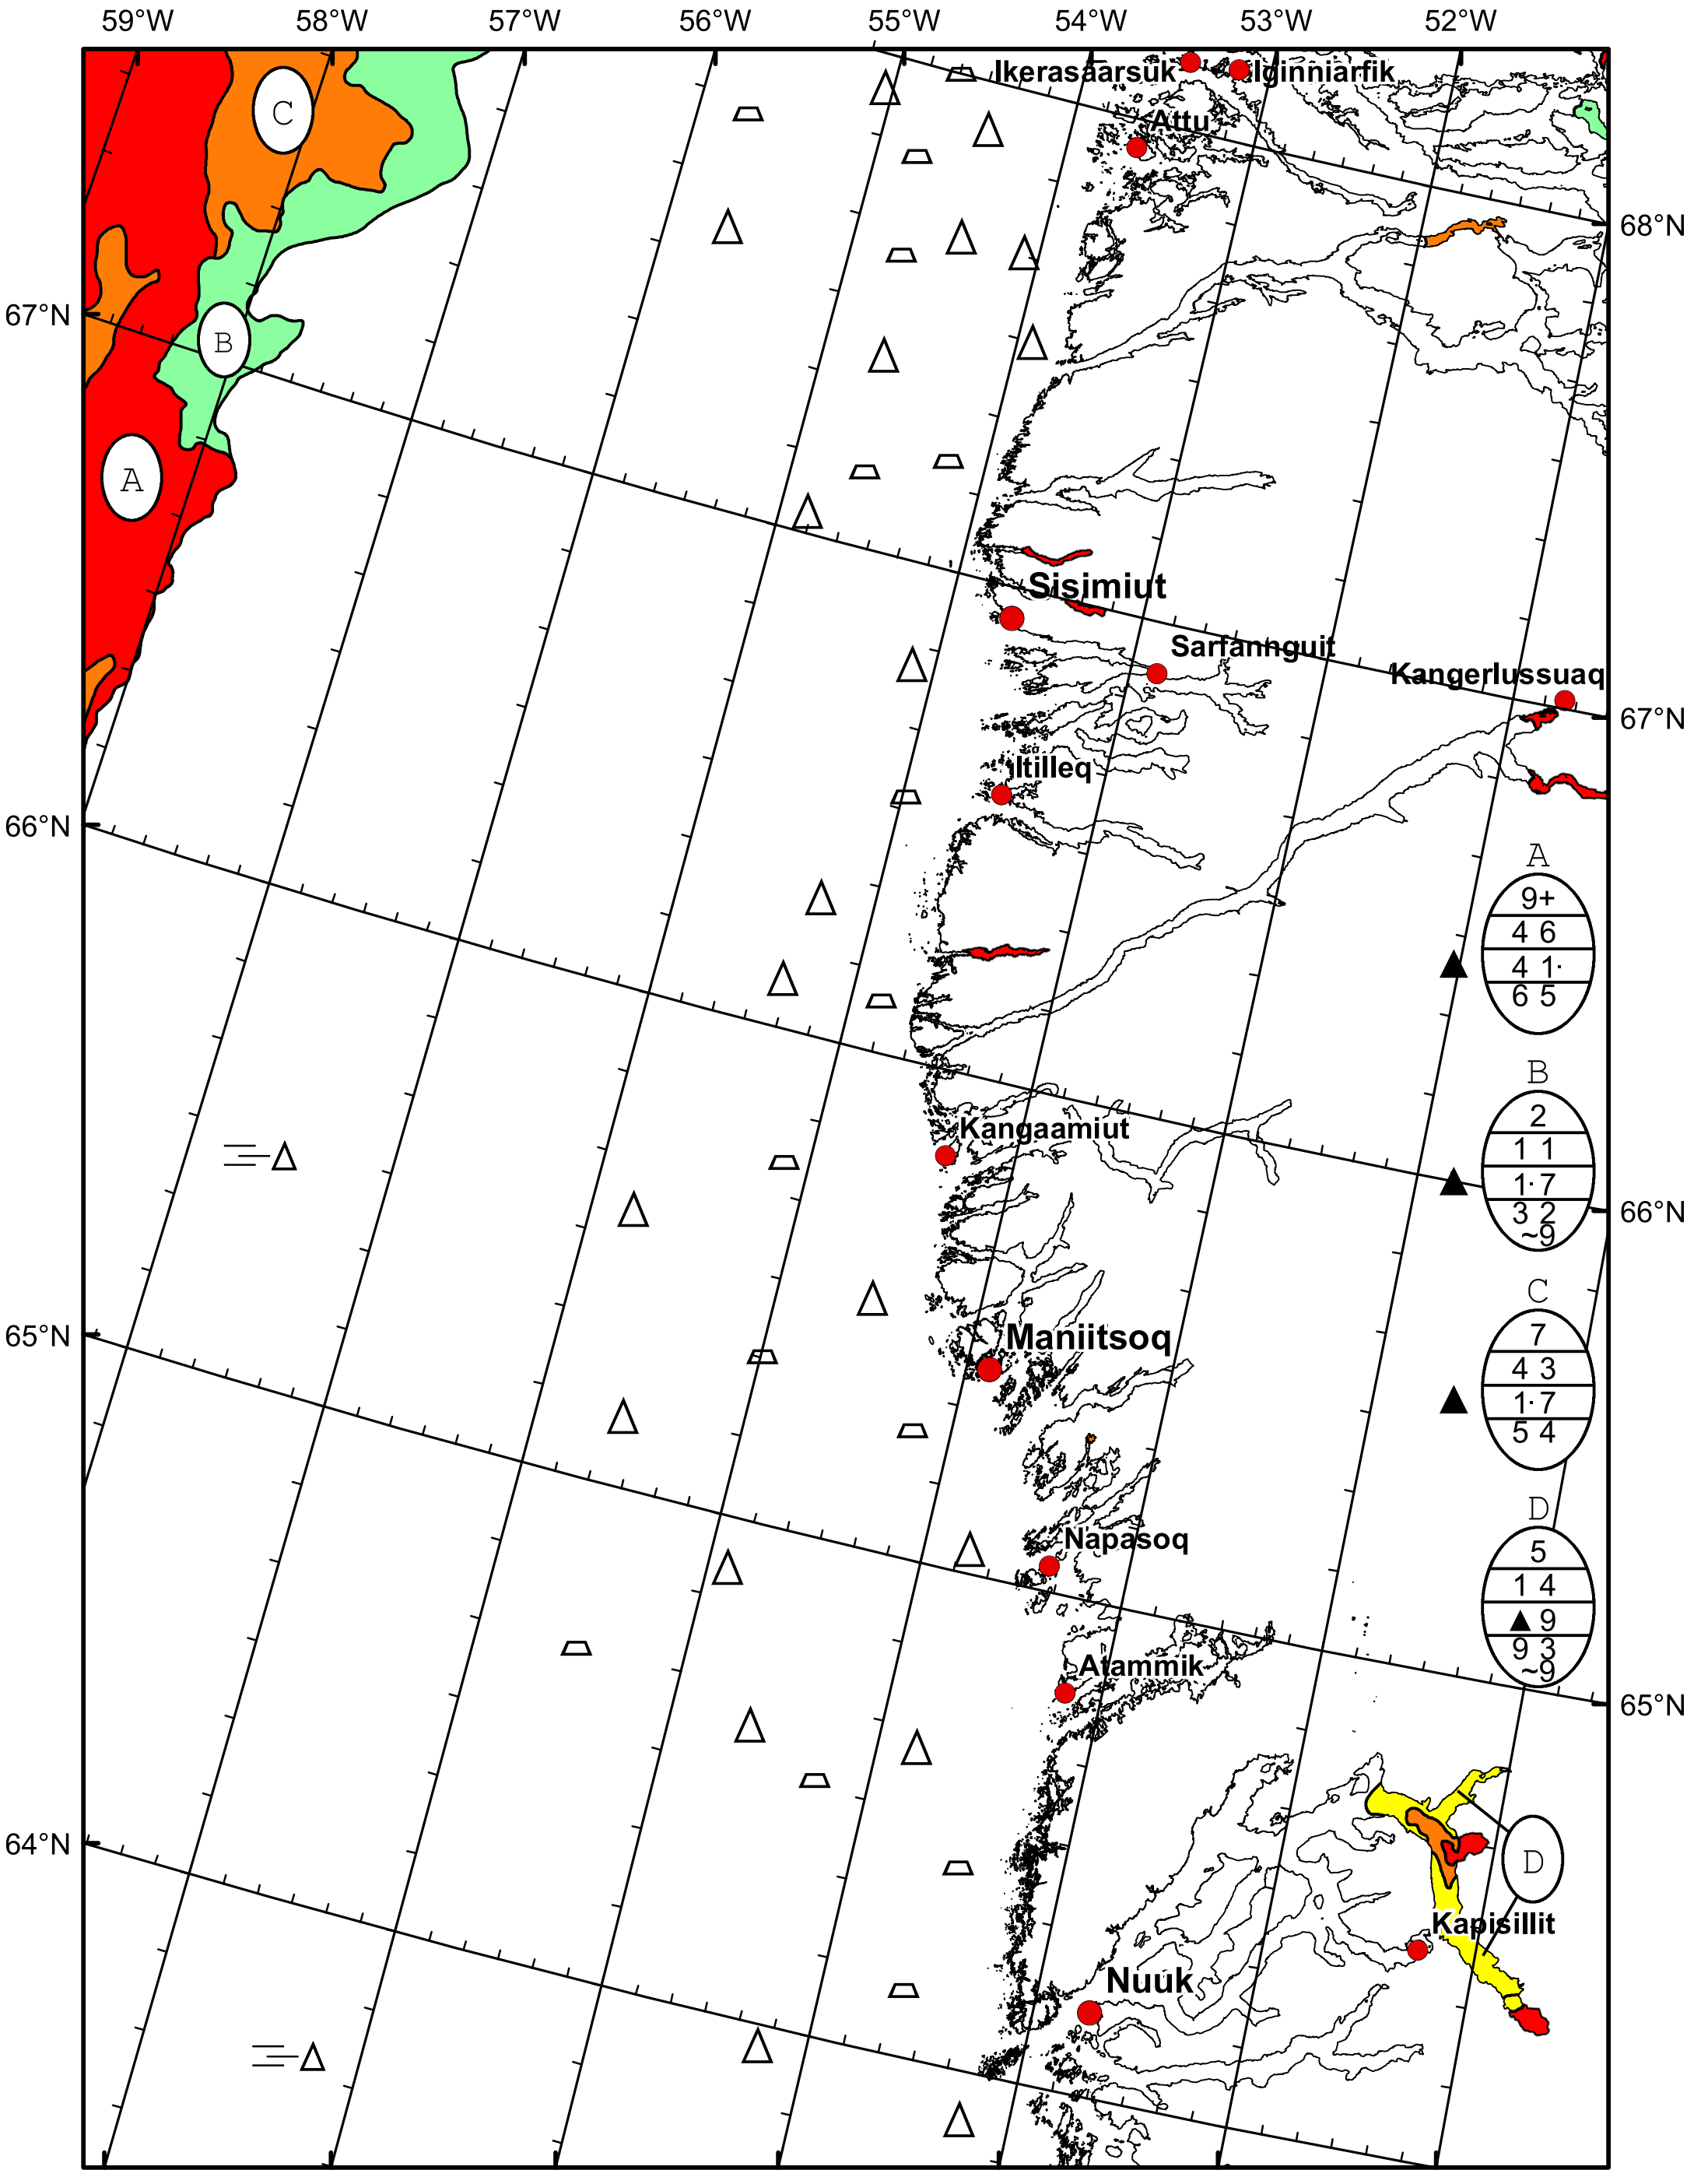 59°W 58°W 57°W 56°W 55°W 54°W 53°W 52°W
Ikerasaarsuk Iginniarfik
C
Attu
68°N
67°N
B
A
Sisimiut
Sarfannguit
Kangerlussuaq
67°N
Itilleq
66°N
A
9+
4 6
4 1·
6 5
B
2
1 1
1· 7
3 2
~9
Kangaamiut
66°N
C
7
4 3
1· 7
5 4
65°N
Maniitsoq
D
5
1 4
▲ 9
9 3
~9
Napasoq
Atammik
65°N
64°N
D
Kapisillit
Nuuk